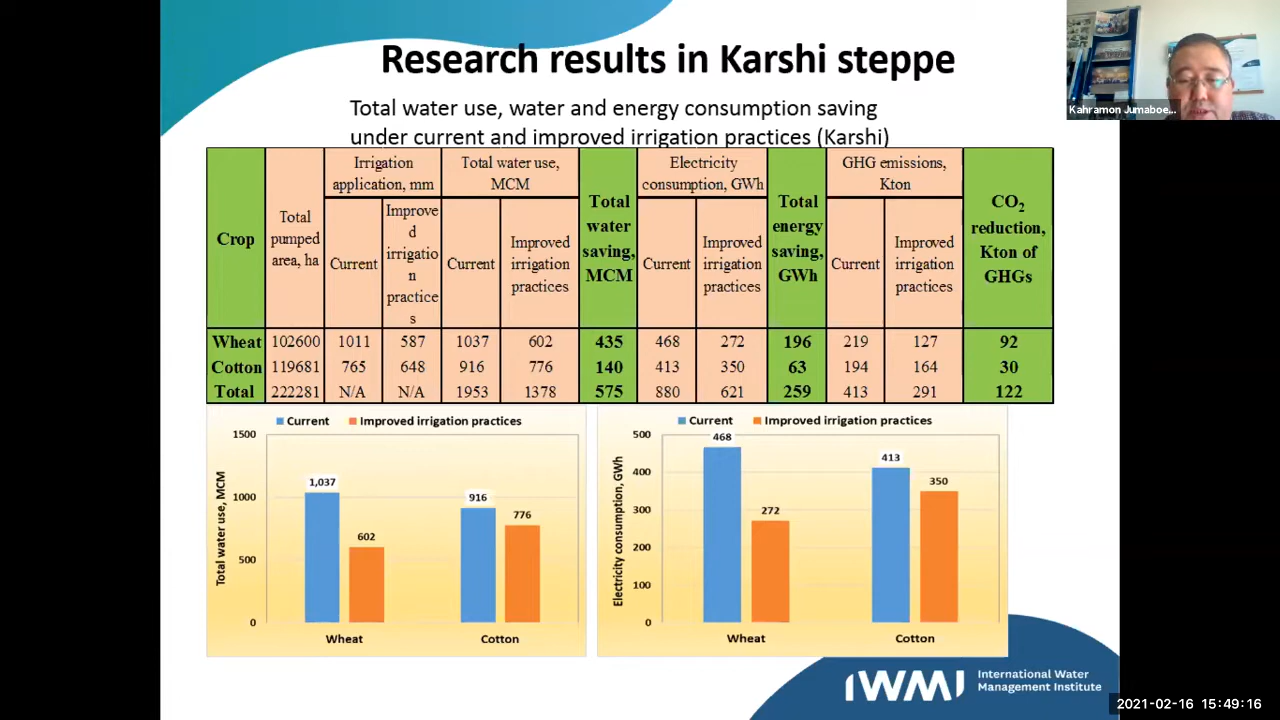 Research results in Karshi steppe
Kahramon Jumaboe...
Total water use, water and energy consumption saving
under current and improved irrigation practices (Karshi)
Crop
Total
pumped
area, ha
Irrigation
application, mm
Total water use,
MCM
Total
water
saving,
MCM
Electricity
consumption, GWh
Total
energy
saving,
GWh
GHG emissions,
Kton
CO2
reduction,
Kton of
GHGs
Current
Improve
d
irrigatio
n
practice
s
Current
Improved
irrigation
practices
Current
Improved
irrigation
practices
Current
Improved
irrigation
practices
Wheat 102600 1011 587 1037 602 435 468 272 196 219 127 92
Cotton 119681 765 648 916 776 140 413 350 63 194 164 30
Total 222281 N/A N/A 1953 1378 575 880 621 259 413 291 122
Current Improved irrigation practices
Total water use, MCM
1500
1000
500
0
1,037
602
916
776
Wheat Cotton
Current Improved irrigation practices
Electricity consumption, GWh
500
400
300
200
100
0
468
272
413
350
Wheat Cotton
IWMI
International Water
Management Institute
2021-02-16 15:49:16